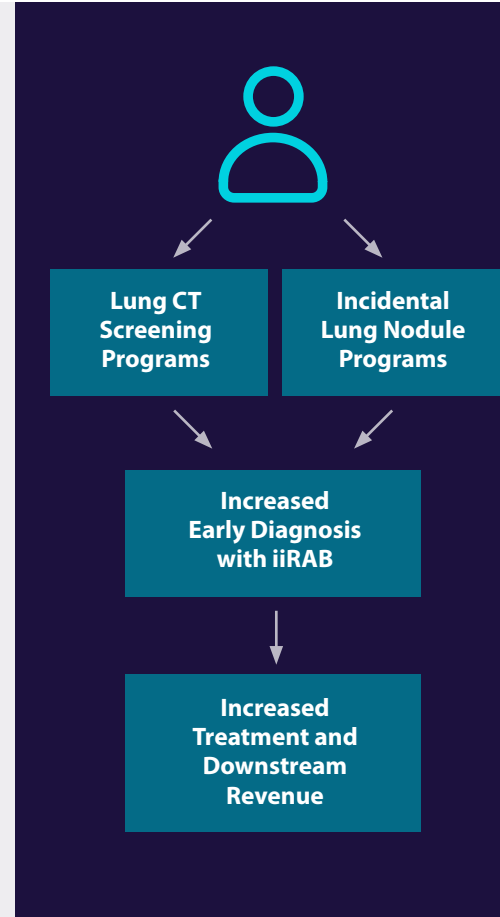 Lung CT
Screening
Programs
Incidental
Lung Nodule
Programs
Increased
Early Diagnosis
with iiRAB
Increased
Treatment and
Downstream
Revenue